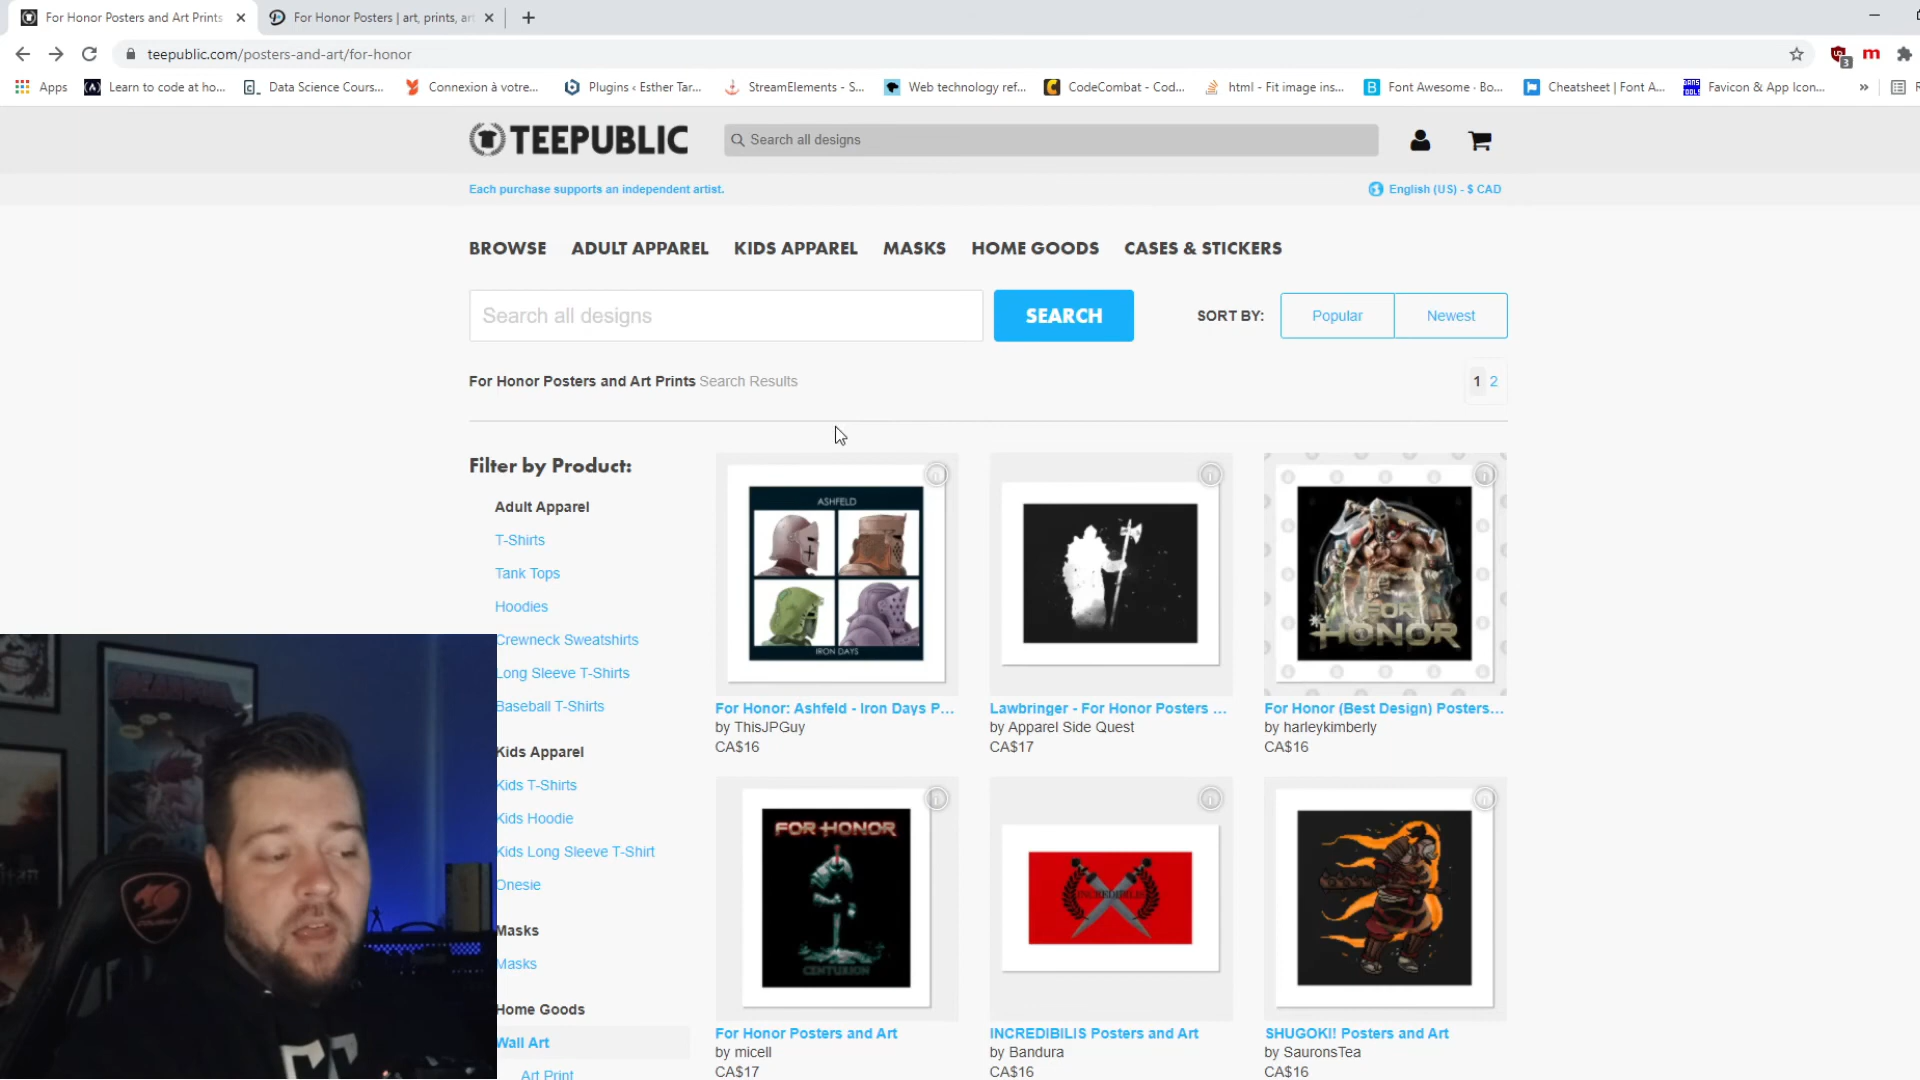 For Honor Posters and Art Prints
For Honor Posters | art, prints, ar
teepublic.com/posters-and-art/for-honor
3
m
Apps
Learn to code at ho...
Data Science Cours...
Connexion à votre...
Plugins ‹ Esther Tar...
StreamElements - S...
Web technology ref...
CodeCombat - Cod...
html - Fit image ins...
Font Awesome · Bo...
Cheatsheet | Font A...
Favicon & App Icon...
»
TEEPUBLIC
Search all designs
Each purchase supports an independent artist.
English (US) - $ CAD
BROWSE
ADULT APPAREL
KIDS APPAREL
MASKS
HOME GOODS
CASES & STICKERS
Search all designs
SEARCH
SORT BY:
Popular
Newest
For Honor Posters and Art Prints Search Results
1 2
Filter by Product:
Adult Apparel
T-Shirts
Tank Tops
Hoodies
Crewneck Sweatshirts
Long Sleeve T-Shirts
Baseball T-Shirts
Kids Apparel
Kids T-Shirts
Kids Hoodie
Kids Long Sleeve T-Shirt
Onesie
Masks
Masks
Home Goods
Wall Art
Art Print
ASHFELD
IRON DAYS
FOR HONOR
For Honor: Ashfeld - Iron Days P...
by ThisJPGuy
CA$16
Lawbringer - For Honor Posters ...
by Apparel Side Quest
CA$17
For Honor (Best Design) Posters...
by harleykimberly
CA$16
FOR HONOR
CENTURION
INCREDIBILIS
For Honor Posters and Art
by micell
CA$17
INCREDIBILIS Posters and Art
by Bandura
CA$16
SHUGOKI! Posters and Art
by SauronsTea
CA$16